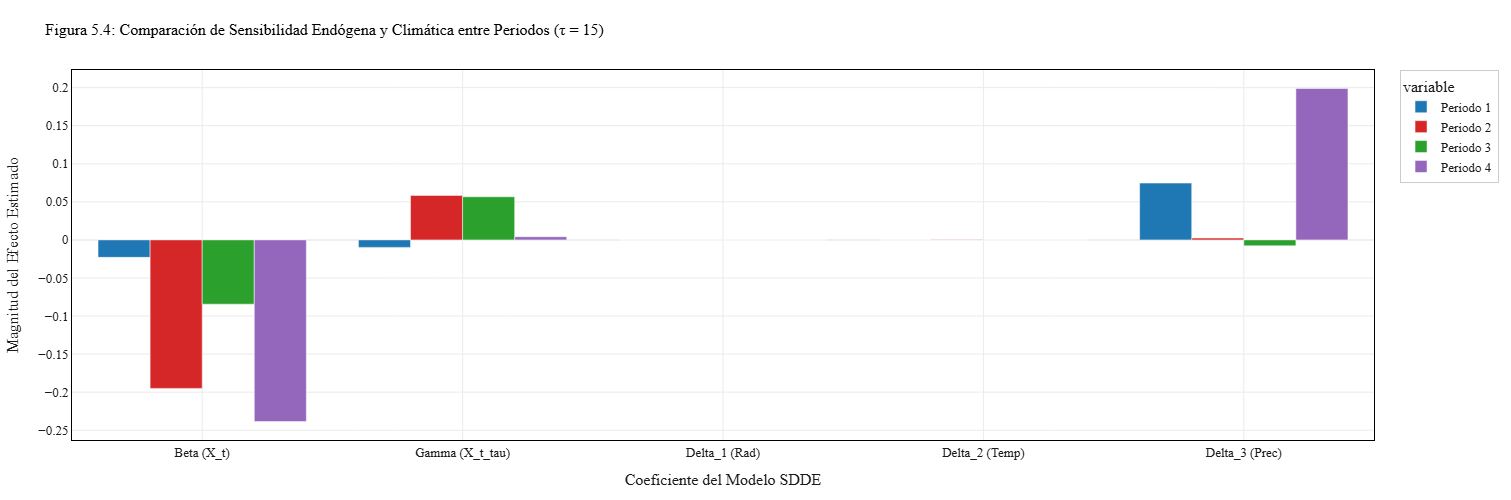 Figura 5.4: Comparación de Sensibilidad Endógena y Climática entre Periodos (τ = 15)
variable
Periodo 1
Periodo 2
Periodo 3
Periodo 4
Magnitud del Efecto Estimado
0.2
0.15
0.1
0.05
0
−0.05
−0.1
−0.15
−0.2
−0.25
Beta (X_t)
Gamma (X_t_tau)
Delta_1 (Rad)
Delta_2 (Temp)
Delta_3 (Prec)
Coeficiente del Modelo SDDE